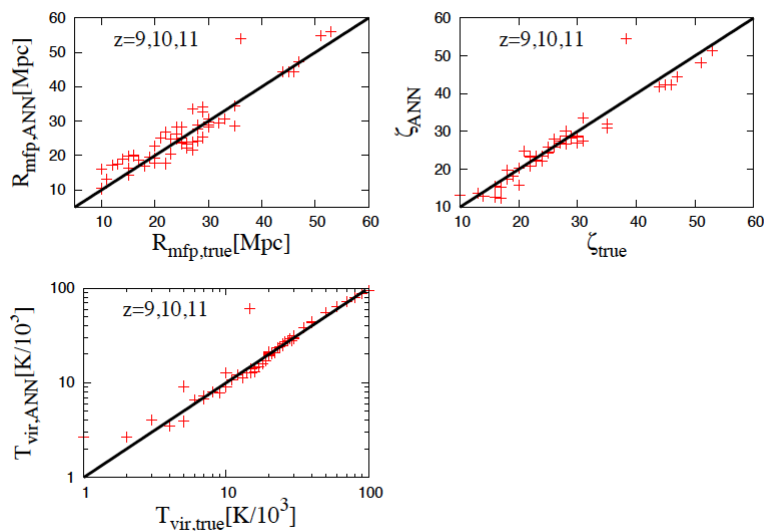 60
50
40
30
20
10
R_mfp,ANN[Mpc]
z=9,10,11
10 20 30 40 50 60
R_mfp,true[Mpc]
60
50
40
30
20
10
ζ_ANN
z=9,10,11
10 20 30 40 50 60
ζ_true
100
10
1
T_vir,ANN[K/10^3]
z=9,10,11
1 10 100
T_vir,true[K/10^3]